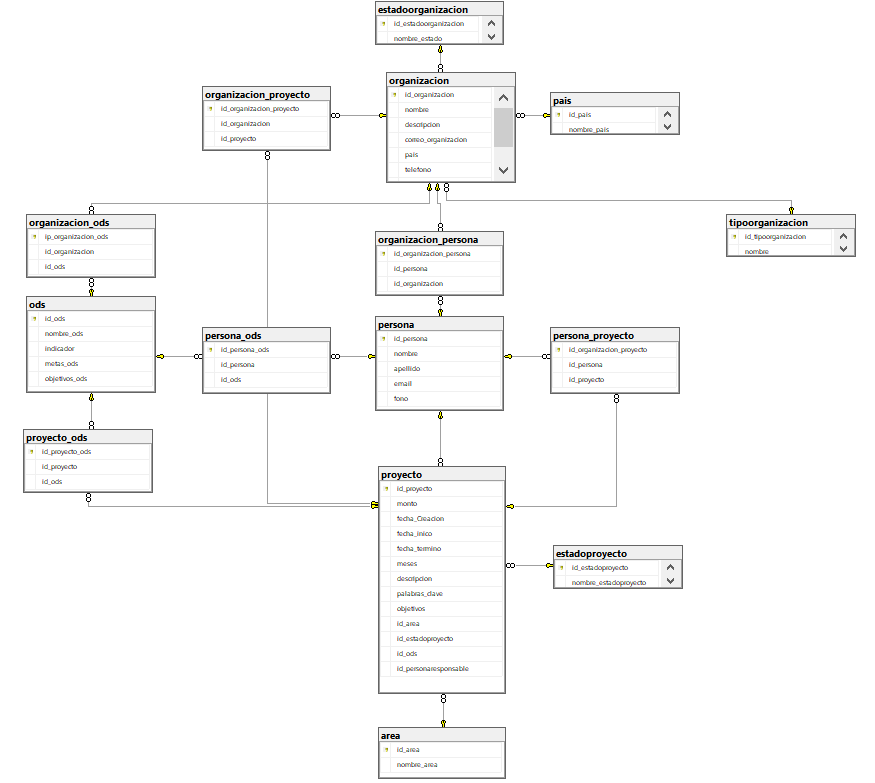 estadoorganizacion
id_estadoorganizacion
nombre_estado
organizacion
id_organizacion
nombre
descripcion
correo_organizacion
pais
telefono
organizacion_proyecto
id_organizacion_proyecto
id_organizacion
id_proyecto
pais
id_pais
nombre_pais
organizacion_ods
ip_organizacion_ods
id_organizacion
id_ods
organizacion_persona
id_organizacion_persona
id_persona
id_organizacion
tipoorganizacion
id_tipoorganizacion
nombre
ods
id_ods
nombre_ods
indicador
metas_ods
objetivos_ods
persona_ods
id_persona_ods
id_persona
id_ods
persona
id_persona
nombre
apellido
email
fono
persona_proyecto
id_organizacion_proyecto
id_persona
id_proyecto
proyecto_ods
id_proyecto_ods
id_proyecto
id_ods
proyecto
id_proyecto
monto
fecha_Creacion
fecha_inico
fecha_termino
meses
descripcion
palabras_clave
objetivos
id_area
id_estadoproyecto
id_ods
id_personaresponsable
estadoproyecto
id_estadoproyecto
nombre_estadoproyecto
area
id_area
nombre_area